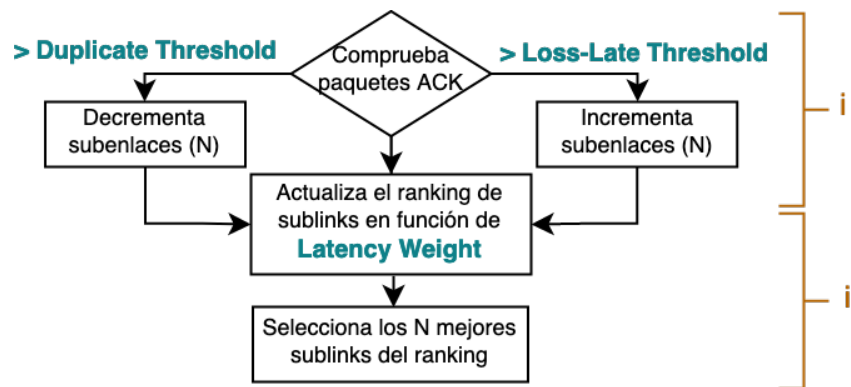 > Duplicate Threshold
Comprueba
paquetes ACK
> Loss-Late Threshold
Decrementa
subenlaces (N)
Incrementa
subenlaces (N)
i
Actualiza el ranking de
sublinks en función de
Latency Weight
i
Selecciona los N mejores
sublinks del ranking